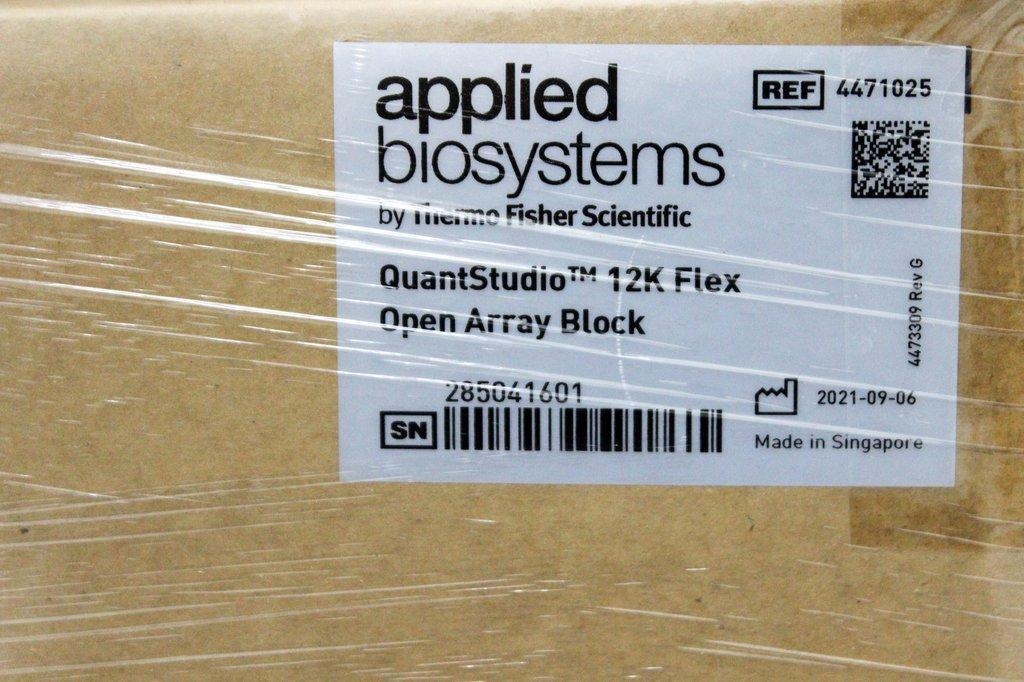 applied
biosystems
by Thermo Fisher Scientific
REF 4471025
QuantStudio™ 12K Flex
Open Array Block
4473309 Rev G
285041601
SN
2021-09-06
Made in Singapore